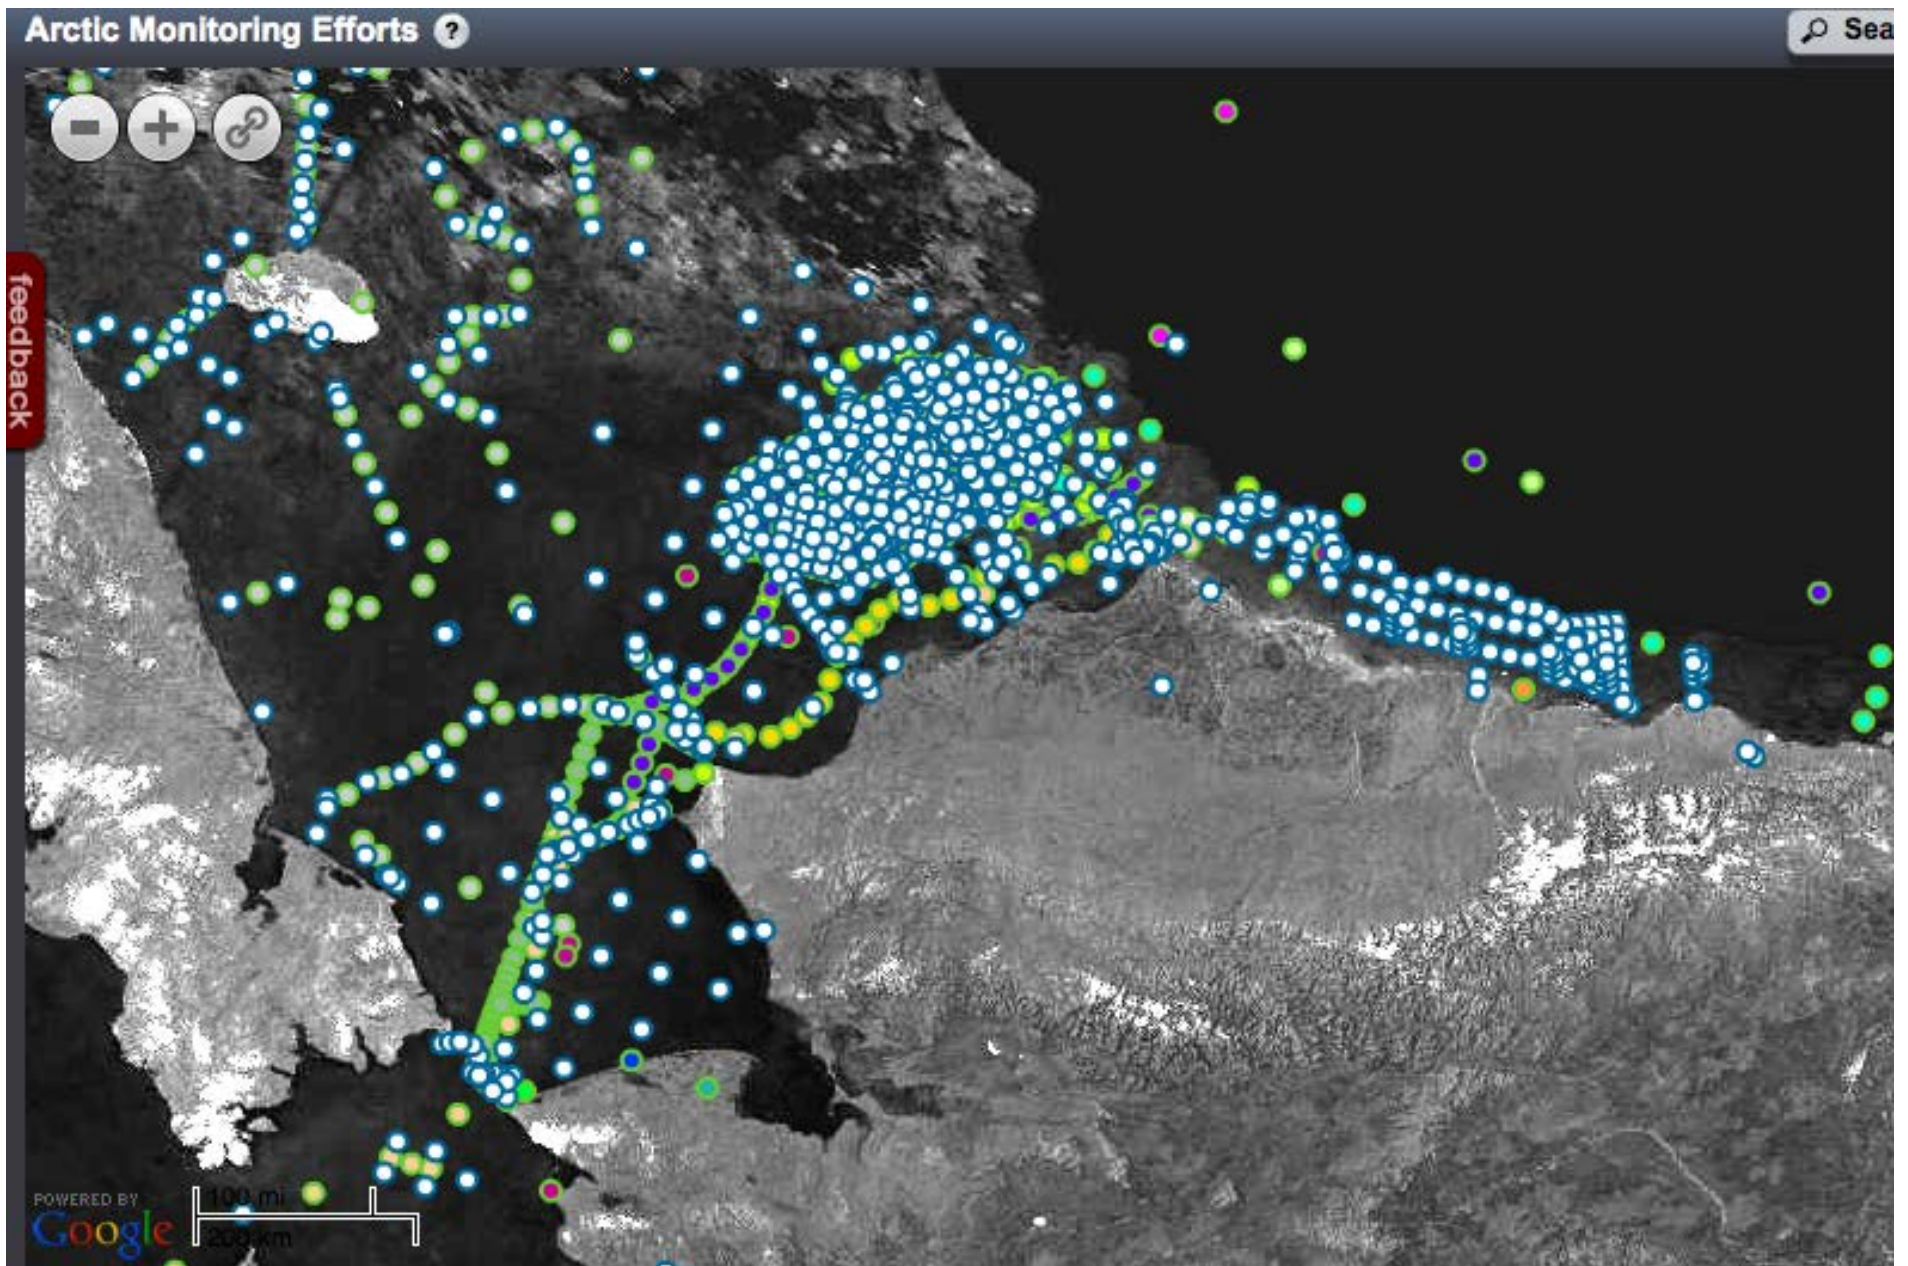 Arctic Monitoring Efforts ?
Sea
feedback
POWERED BY
Google
100 mi
200 km